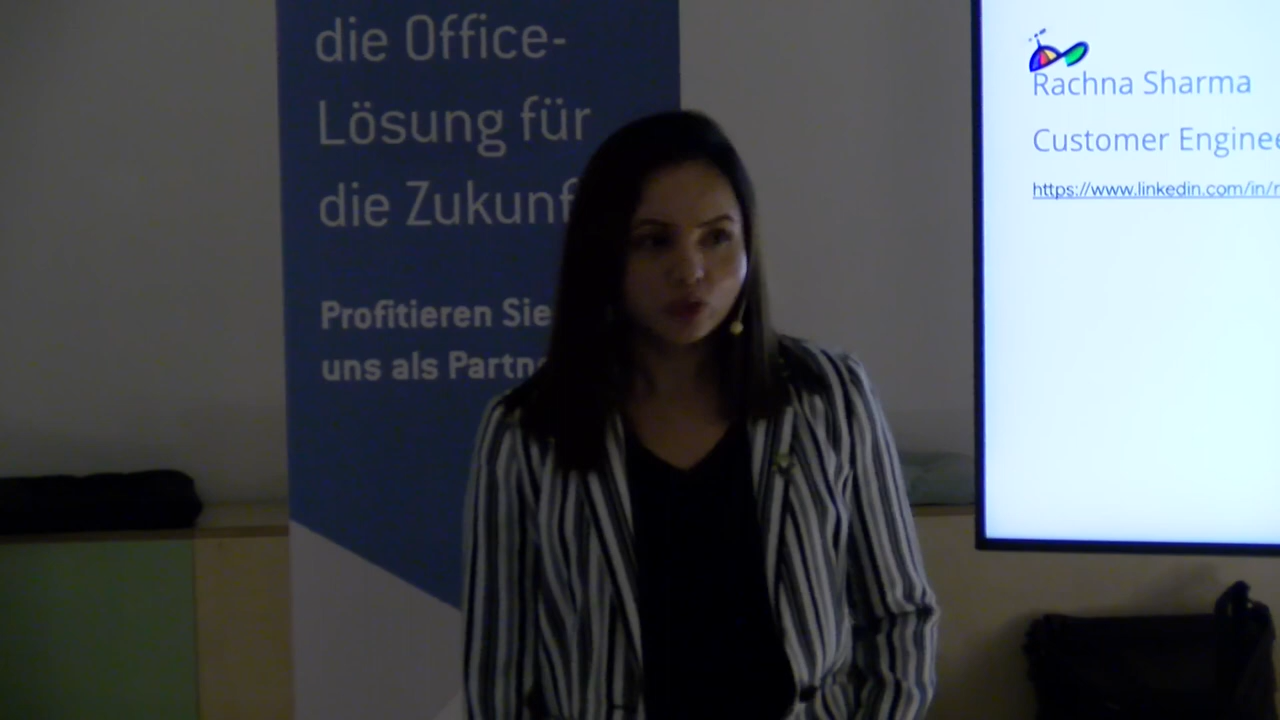 die Office-
Lösung für
die Zukunf
Profitieren Sie
uns als Partn
Rachna Sharma
Customer Enginee
https://www.linkedin.com/in/r